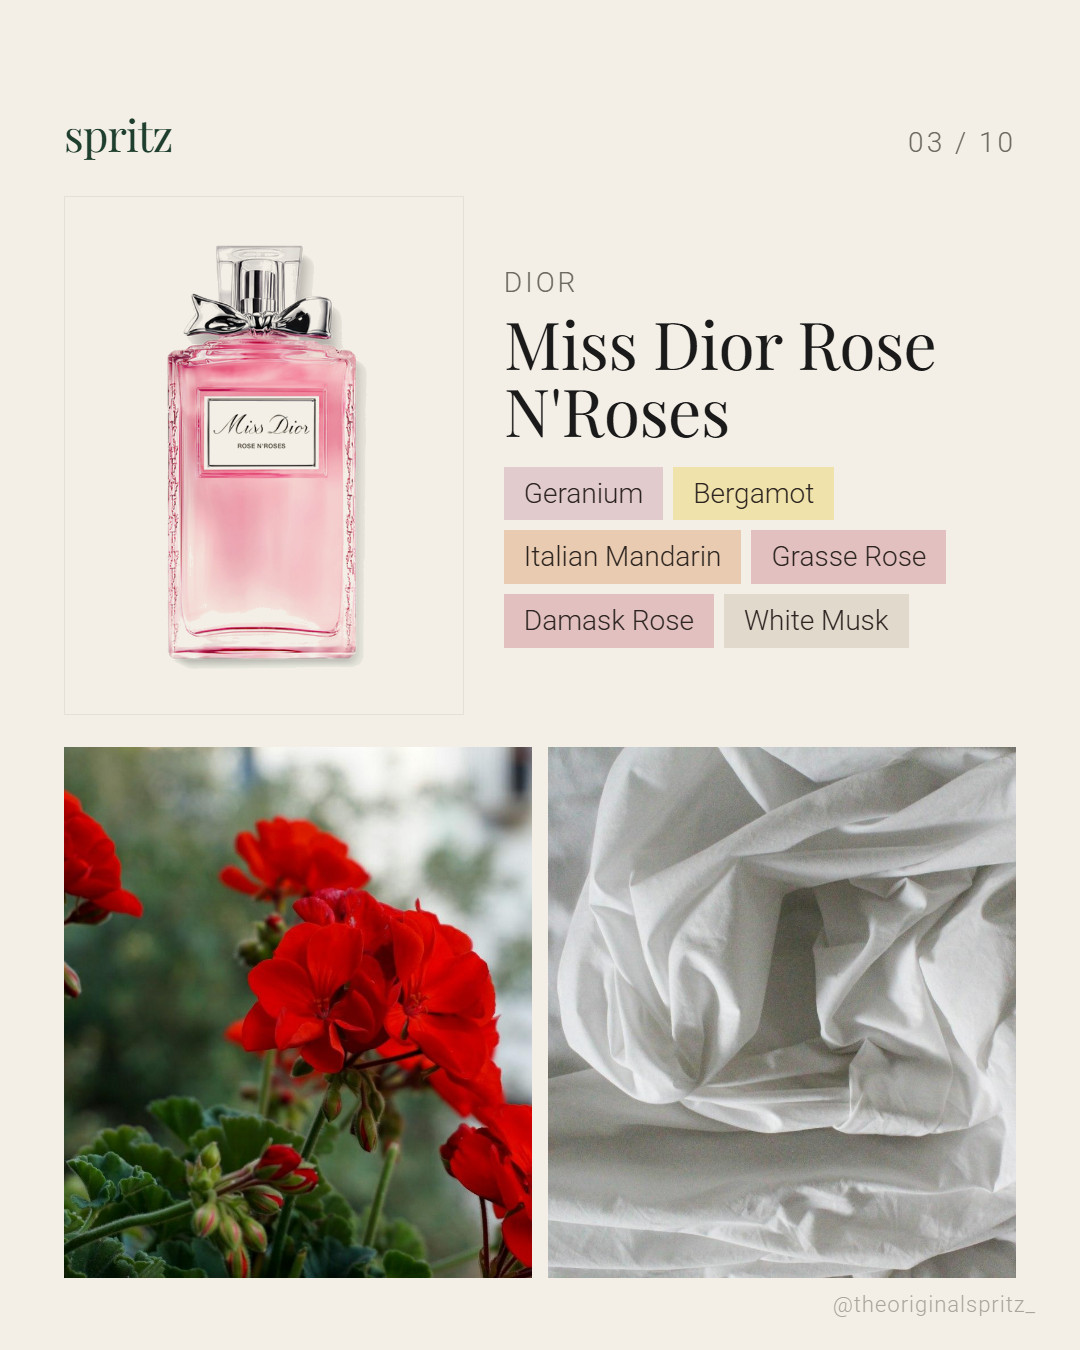 spritz
03 / 10
DIOR
Miss Dior Rose
N'Roses
Miss Dior
ROSE N'ROSES
Geranium
Bergamot
Italian Mandarin
Grasse Rose
Damask Rose
White Musk
@theoriginalspritz_